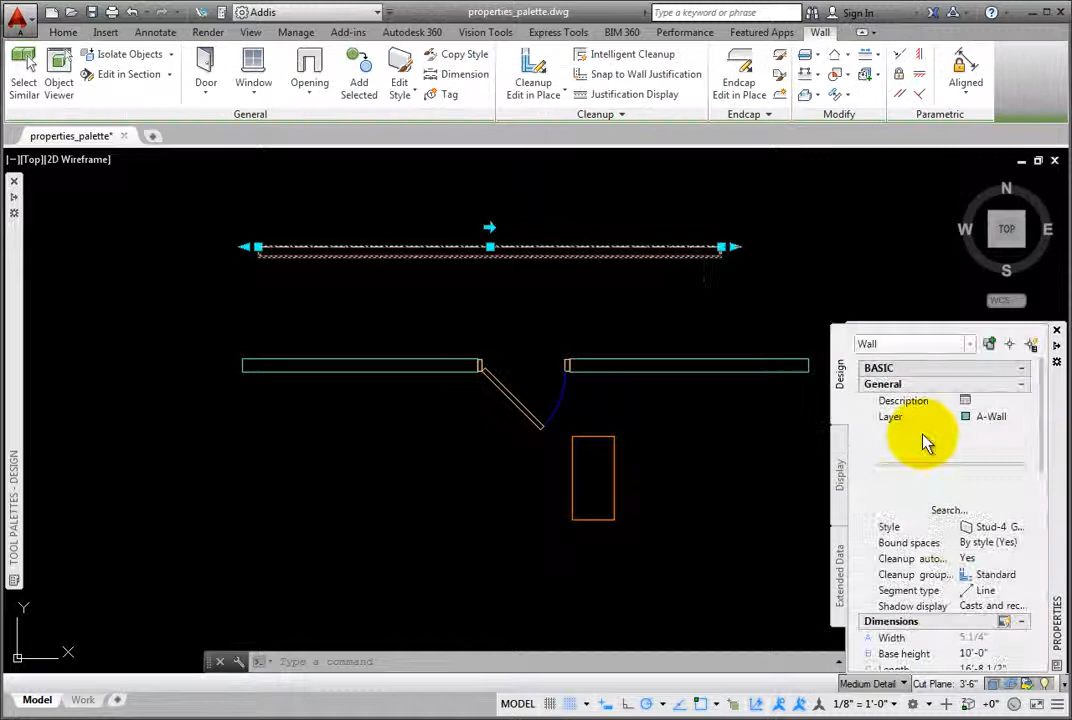 Addis
properties_palette.dwg
Type a keyword or phrase
Sign In
A
Home Insert Annotate Render View Manage Add-ins Autodesk 360 Vision Tools Express Tools BIM 360 Performance Featured Apps Wall
Select Similar
Object Viewer
Isolate Objects
Edit in Section
Door
Window
Opening
Add Selected
Edit Style
Copy Style
Dimension
Tag
Cleanup Edit in Place
Intelligent Cleanup
Snap to Wall Justification
Justification Display
Endcap Edit in Place
Aligned
General
Cleanup
Endcap
Modify
Parametric
properties_palette*
[−][Top][2D Wireframe]
N
W TOP E
S
WCS
TOOL PALETTES - DESIGN
Wall
Design
Display
Extended Data
BASIC
General
Description
Layer A-Wall
Search...
Style Stud-4 G...
Bound spaces By style (Yes)
Cleanup auto... Yes
Cleanup group... Standard
Segment type Line
Shadow display Casts and rec...
Dimensions
A Width 5 1/4"
B Base height 10'-0"
Length 16'-8 1/2"
PROPERTIES
Y
X
Type a command
Medium Detail Cut Plane: 3'-6"
Model Work
MODEL 1/8" = 1'-0" +0"